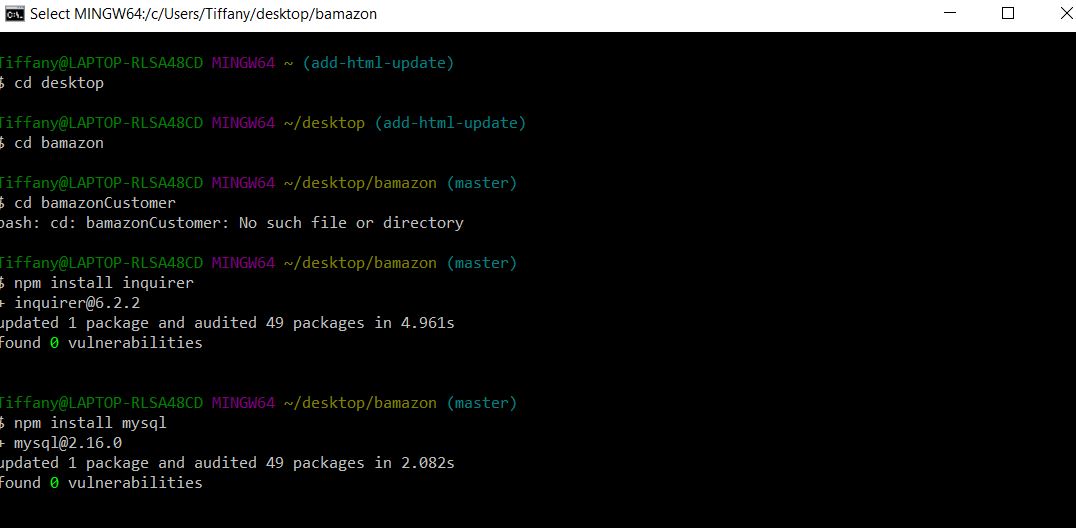 Select MINGW64:/c/Users/Tiffany/desktop/bamazon
Tiffany@LAPTOP-RLSA48CD MINGW64 ~ (add-html-update)
$ cd desktop
Tiffany@LAPTOP-RLSA48CD MINGW64 ~/desktop (add-html-update)
$ cd bamazon
Tiffany@LAPTOP-RLSA48CD MINGW64 ~/desktop/bamazon (master)
$ cd bamazonCustomer
bash: cd: bamazonCustomer: No such file or directory
Tiffany@LAPTOP-RLSA48CD MINGW64 ~/desktop/bamazon (master)
$ npm install inquirer
+ inquirer@6.2.2
updated 1 package and audited 49 packages in 4.961s
found 0 vulnerabilities
Tiffany@LAPTOP-RLSA48CD MINGW64 ~/desktop/bamazon (master)
$ npm install mysql
+ mysql@2.16.0
updated 1 package and audited 49 packages in 2.082s
found 0 vulnerabilities